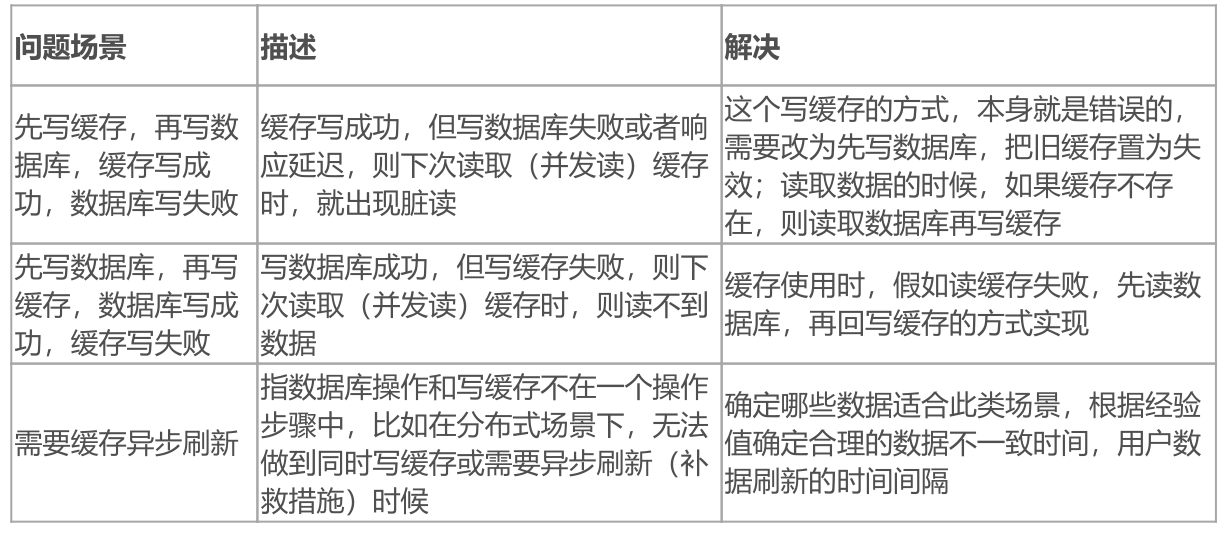 问题场景
描述
解决
先写缓存，再写数
据库，缓存写成
功，数据库写失败
缓存写成功，但写数据库失败或者响
应延迟，则下次读取（并发读）缓存
时，就出现脏读
这个写缓存的方式，本身就是错误的，
需要改为先写数据库，把旧缓存置为失
效；读取数据的时候，如果缓存不存
在，则读取数据库再写缓存
先写数据库，再写
缓存，数据库写成
功，缓存写失败
写数据库成功，但写缓存失败，则下
次读取（并发读）缓存时，则读不到
数据
缓存使用时，假如读缓存失败，先读数
据库，再回写缓存的方式实现
需要缓存异步刷新
指数据库操作和写缓存不在一个操作
步骤中，比如在分布式场景下，无法
做到同时写缓存或需要异步刷新（补
救措施）时候
确定哪些数据适合此类场景，根据经验
值确定合理的数据不一致时间，用户数
据刷新的时间间隔